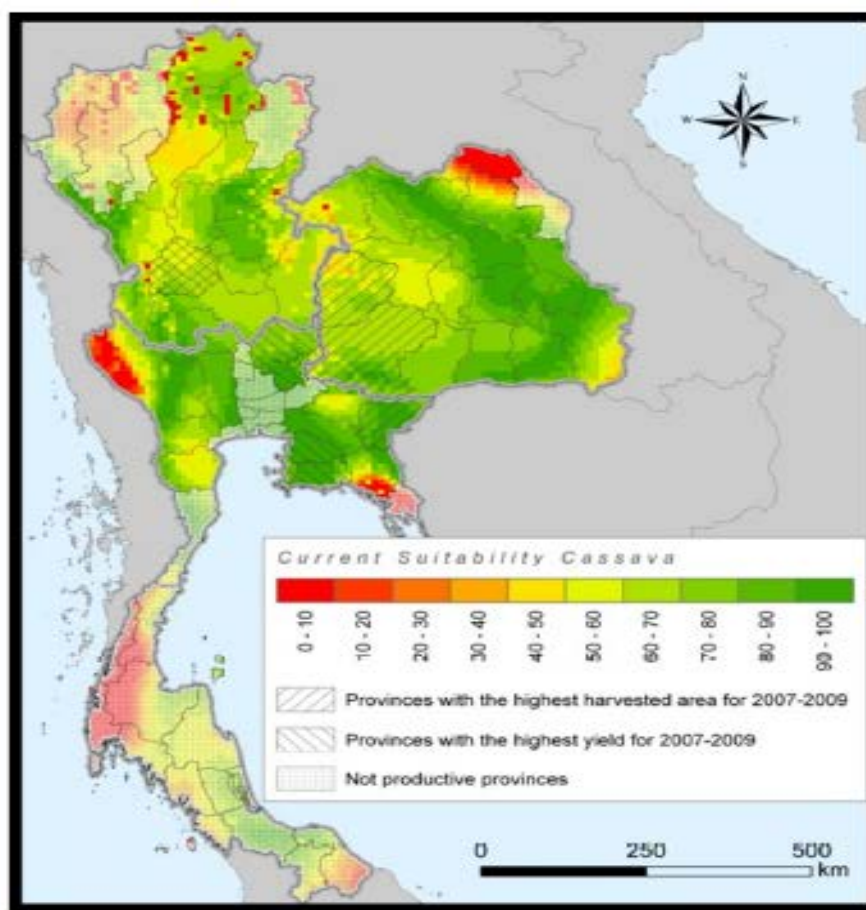 N
W E
S
Current Suitability Cassava
0 - 10
10 - 20
20 - 30
30 - 40
40 - 50
50 - 60
60 - 70
70 - 80
80 - 90
90 - 100
Provinces with the highest harvested area for 2007-2009
Provinces with the highest yield for 2007-2009
Not productive provinces
0 250 500
km